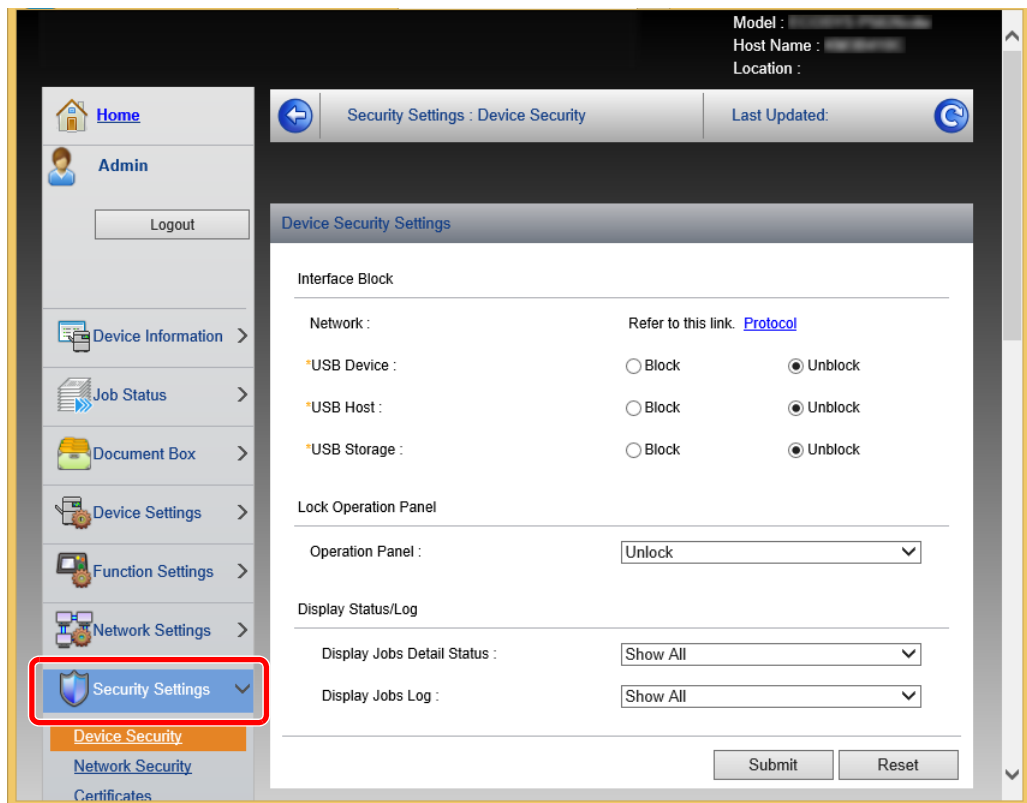 Model :
Host Name :
Location :
Home
Admin
Logout
Device Information
Job Status
Document Box
Device Settings
Function Settings
Network Settings
Security Settings
Device Security
Network Security
Certificates
Security Settings : Device Security
Last Updated:
Device Security Settings
Interface Block
Network : Refer to this link. Protocol
*USB Device : Block Unblock
*USB Host : Block Unblock
*USB Storage : Block Unblock
Lock Operation Panel
Operation Panel : Unlock
Display Status/Log
Display Jobs Detail Status : Show All
Display Jobs Log : Show All
Submit Reset